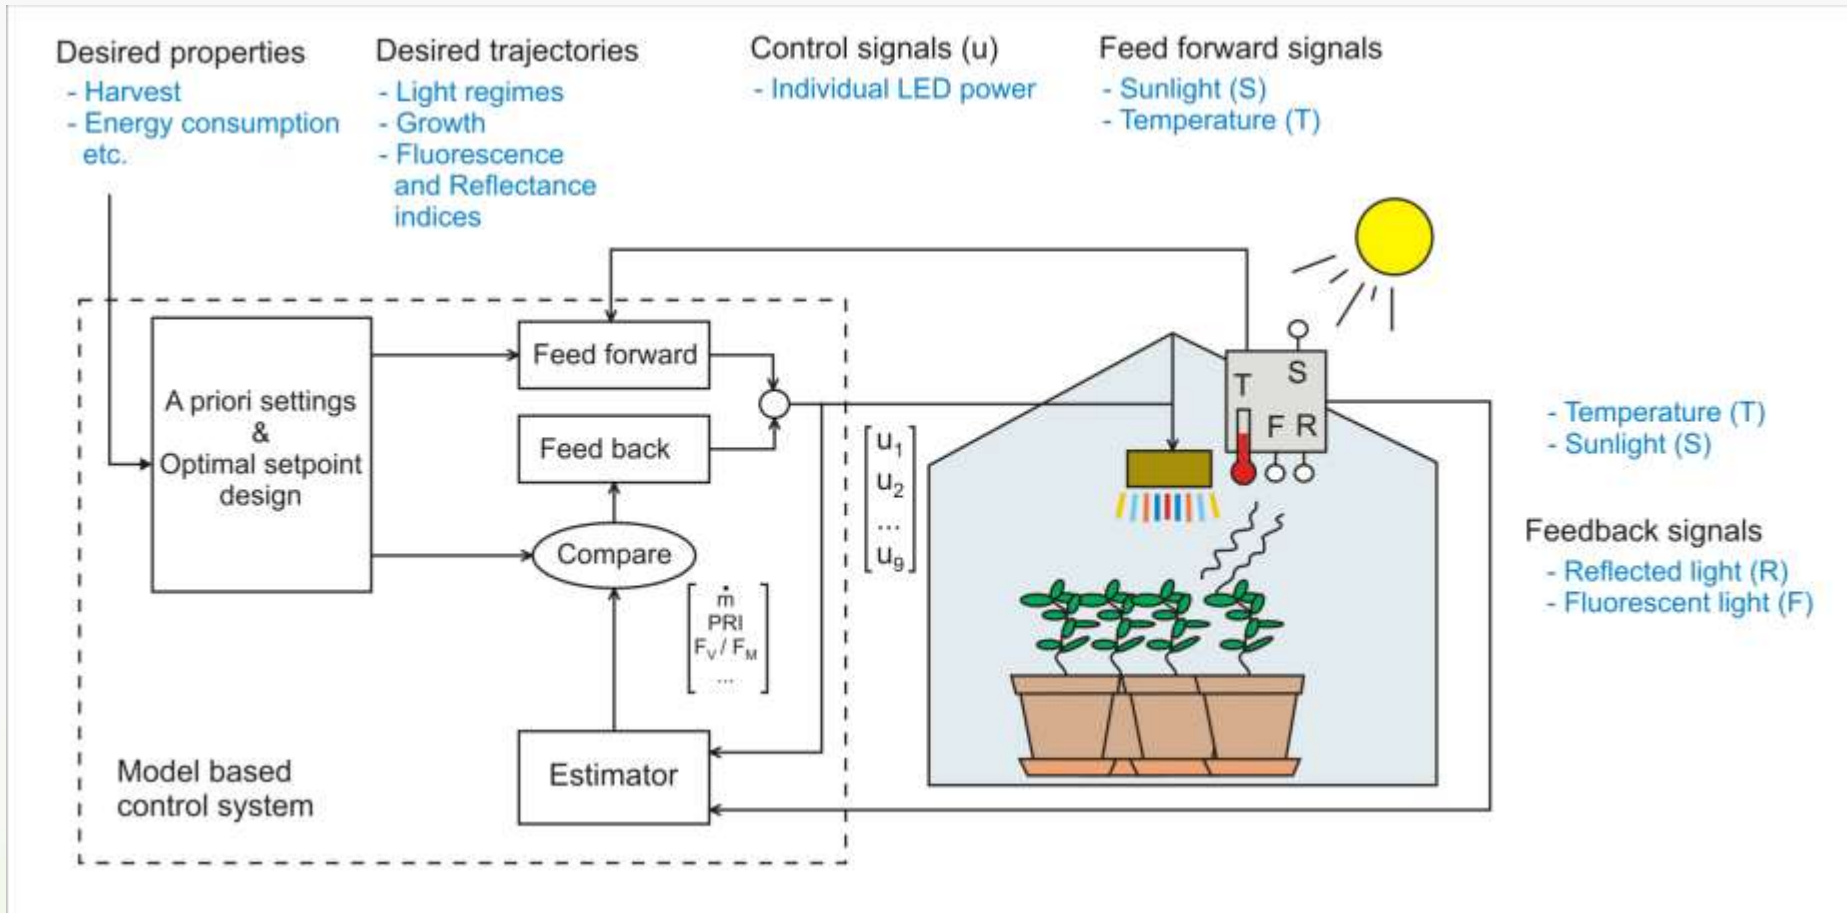 Desired properties
- Harvest
- Energy consumption
etc.
Desired trajectories
- Light regimes
- Growth
- Fluorescence
and Reflectance
indices
Control signals (u)
- Individual LED power
Feed forward signals
- Sunlight (S)
- Temperature (T)
A priori settings
&
Optimal setpoint
design
Feed forward
Feed back
Compare
ṁ
PRI
F_V / F_M
...
Estimator
Model based
control system
u_1
u_2
...
u_9
T
S
F R
- Temperature (T)
- Sunlight (S)
Feedback signals
- Reflected light (R)
- Fluorescent light (F)